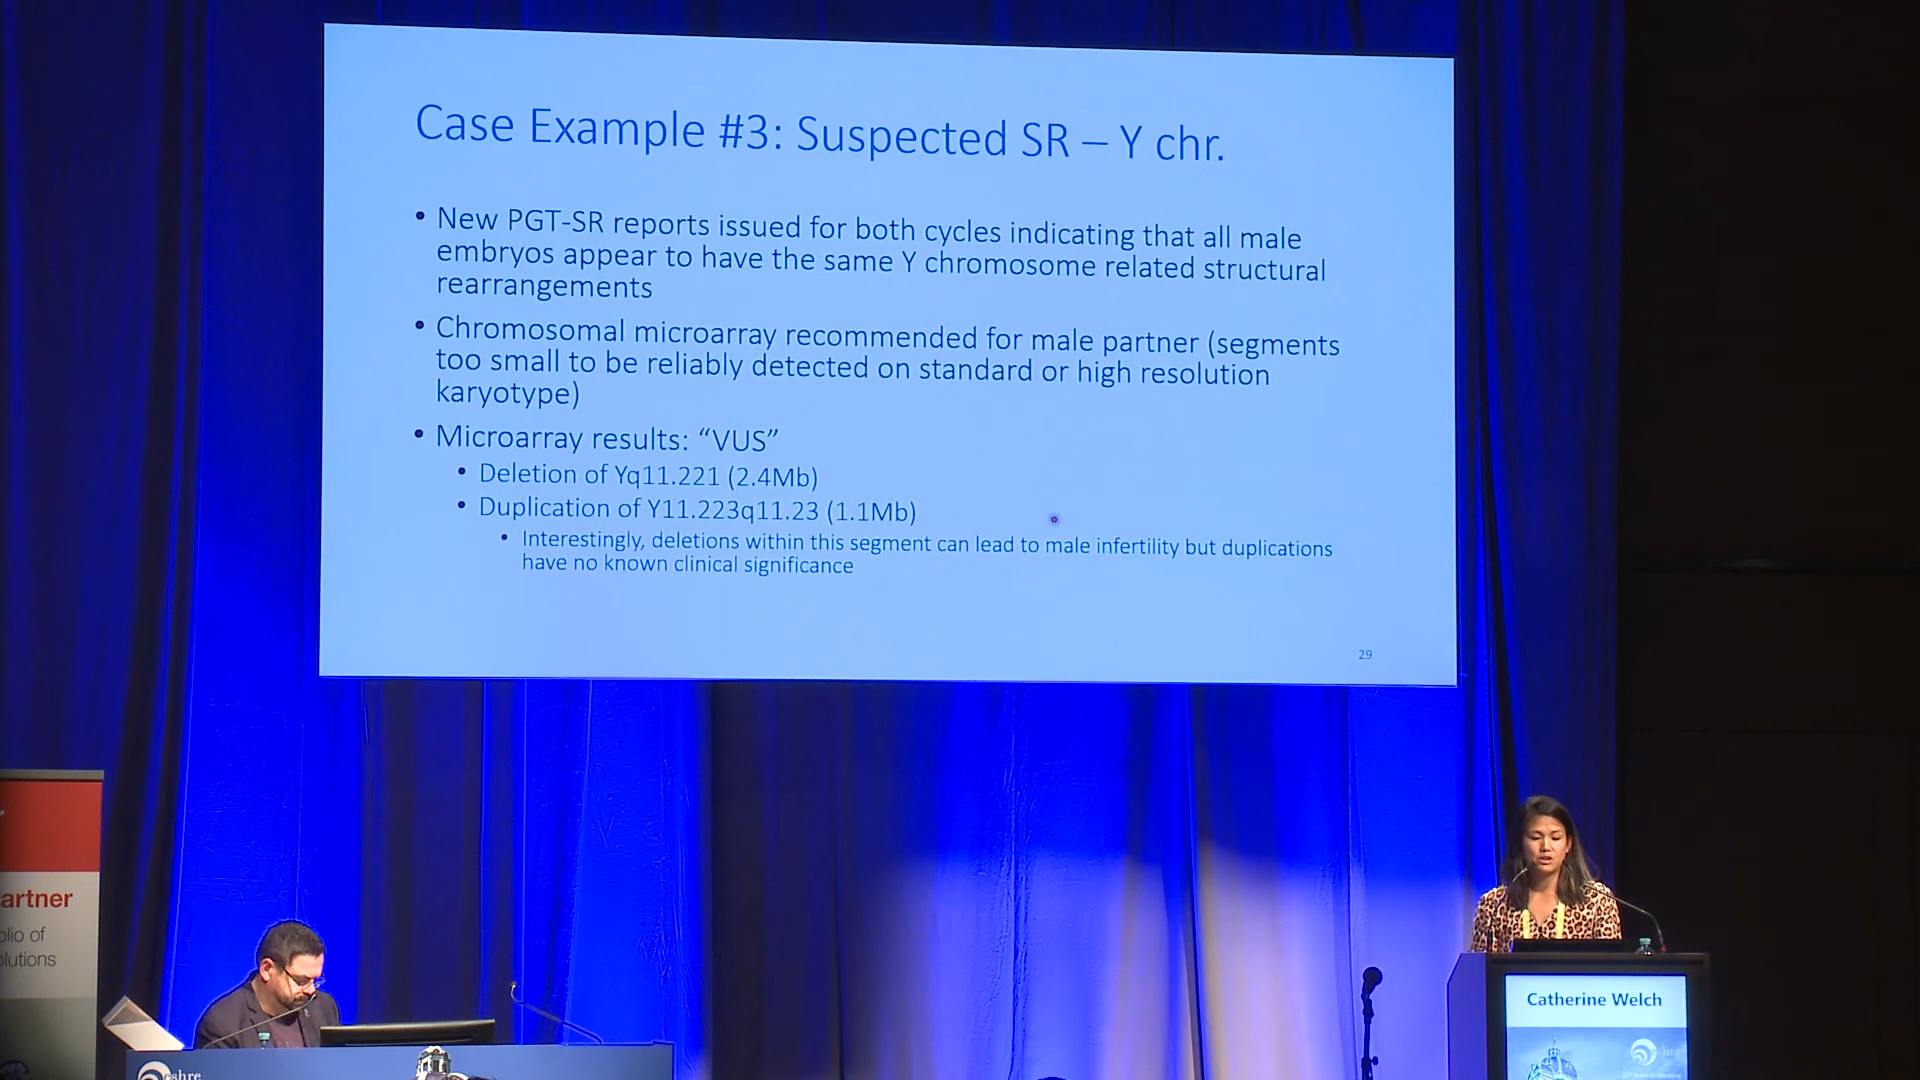 Case Example #3: Suspected SR – Y chr.
• New PGT-SR reports issued for both cycles indicating that all male
embryos appear to have the same Y chromosome related structural
rearrangements
• Chromosomal microarray recommended for male partner (segments
too small to be reliably detected on standard or high resolution
karyotype)
• Microarray results: “VUS”
• Deletion of Yq11.221 (2.4Mb)
• Duplication of Y11.223q11.23 (1.1Mb)
• Interestingly, deletions within this segment can lead to male infertility but duplications
have no known clinical significance
29
artner
olio of
olutions
Catherine Welch
eshre